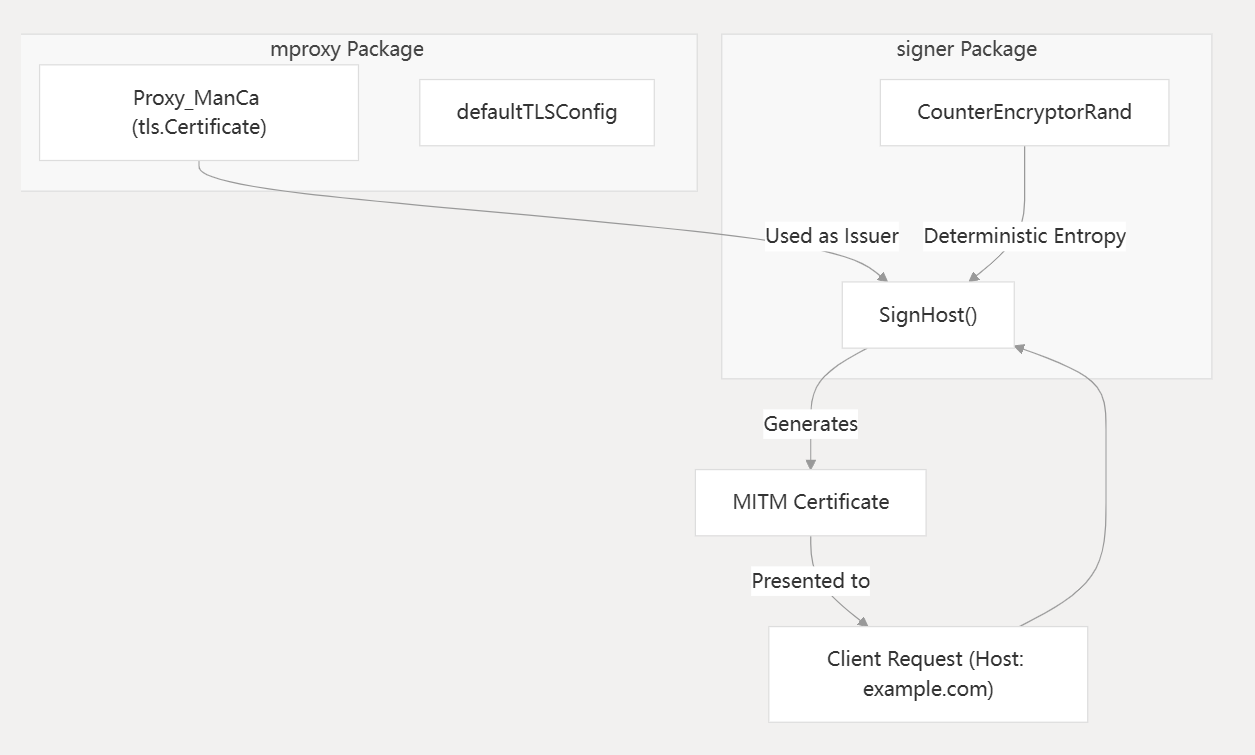 mproxy Package
Proxy_ManCa
(tls.Certificate)
defaultTLSConfig
signer Package
CounterEncryptorRand
Used as Issuer
Deterministic Entropy
SignHost()
Generates
MITM Certificate
Presented to
Client Request (Host:
example.com)